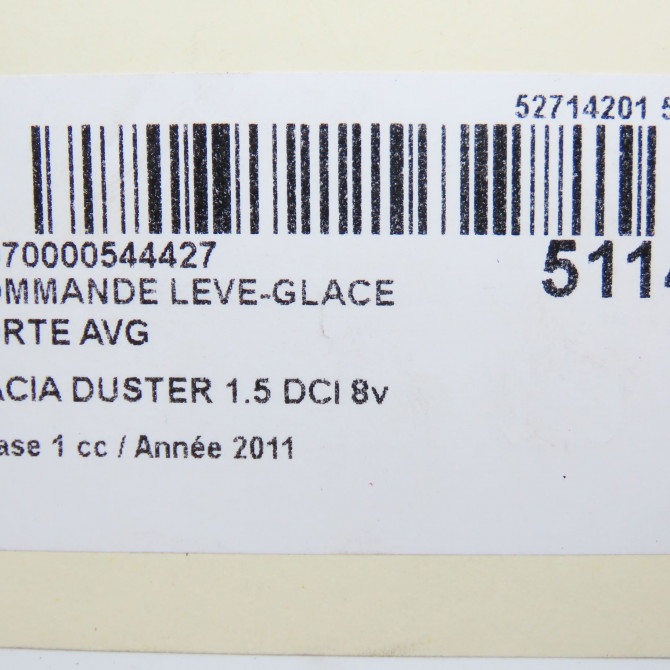 52714201 5
70000544427
5114
OMMANDE LEVE-GLACE
RTE AVG
ACIA DUSTER 1.5 DCI 8v
ase 1 cc / Année 2011